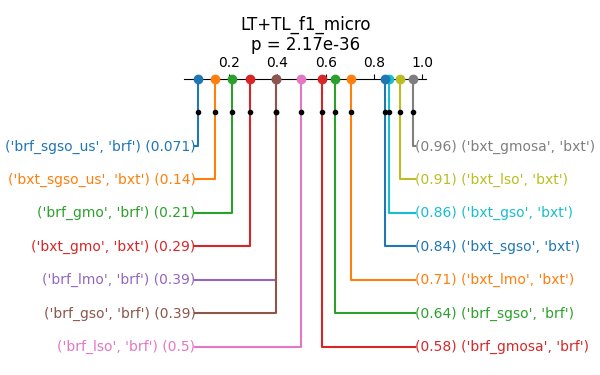 LT+TL_f1_micro
p = 2.17e-36
0.2 0.4 0.6 0.8 1.0
('brf_sgso_us', 'brf') (0.071) (0.96) ('bxt_gmosa', 'bxt')
('bxt_sgso_us', 'bxt') (0.14) (0.91) ('bxt_lso', 'bxt')
('brf_gmo', 'brf') (0.21) (0.86) ('bxt_gso', 'bxt')
('bxt_gmo', 'bxt') (0.29) (0.84) ('bxt_sgso', 'bxt')
('brf_lmo', 'brf') (0.39) (0.71) ('bxt_lmo', 'bxt')
('brf_gso', 'brf') (0.39) (0.64) ('brf_sgso', 'brf')
('brf_lso', 'brf') (0.5) (0.58) ('brf_gmosa', 'brf')